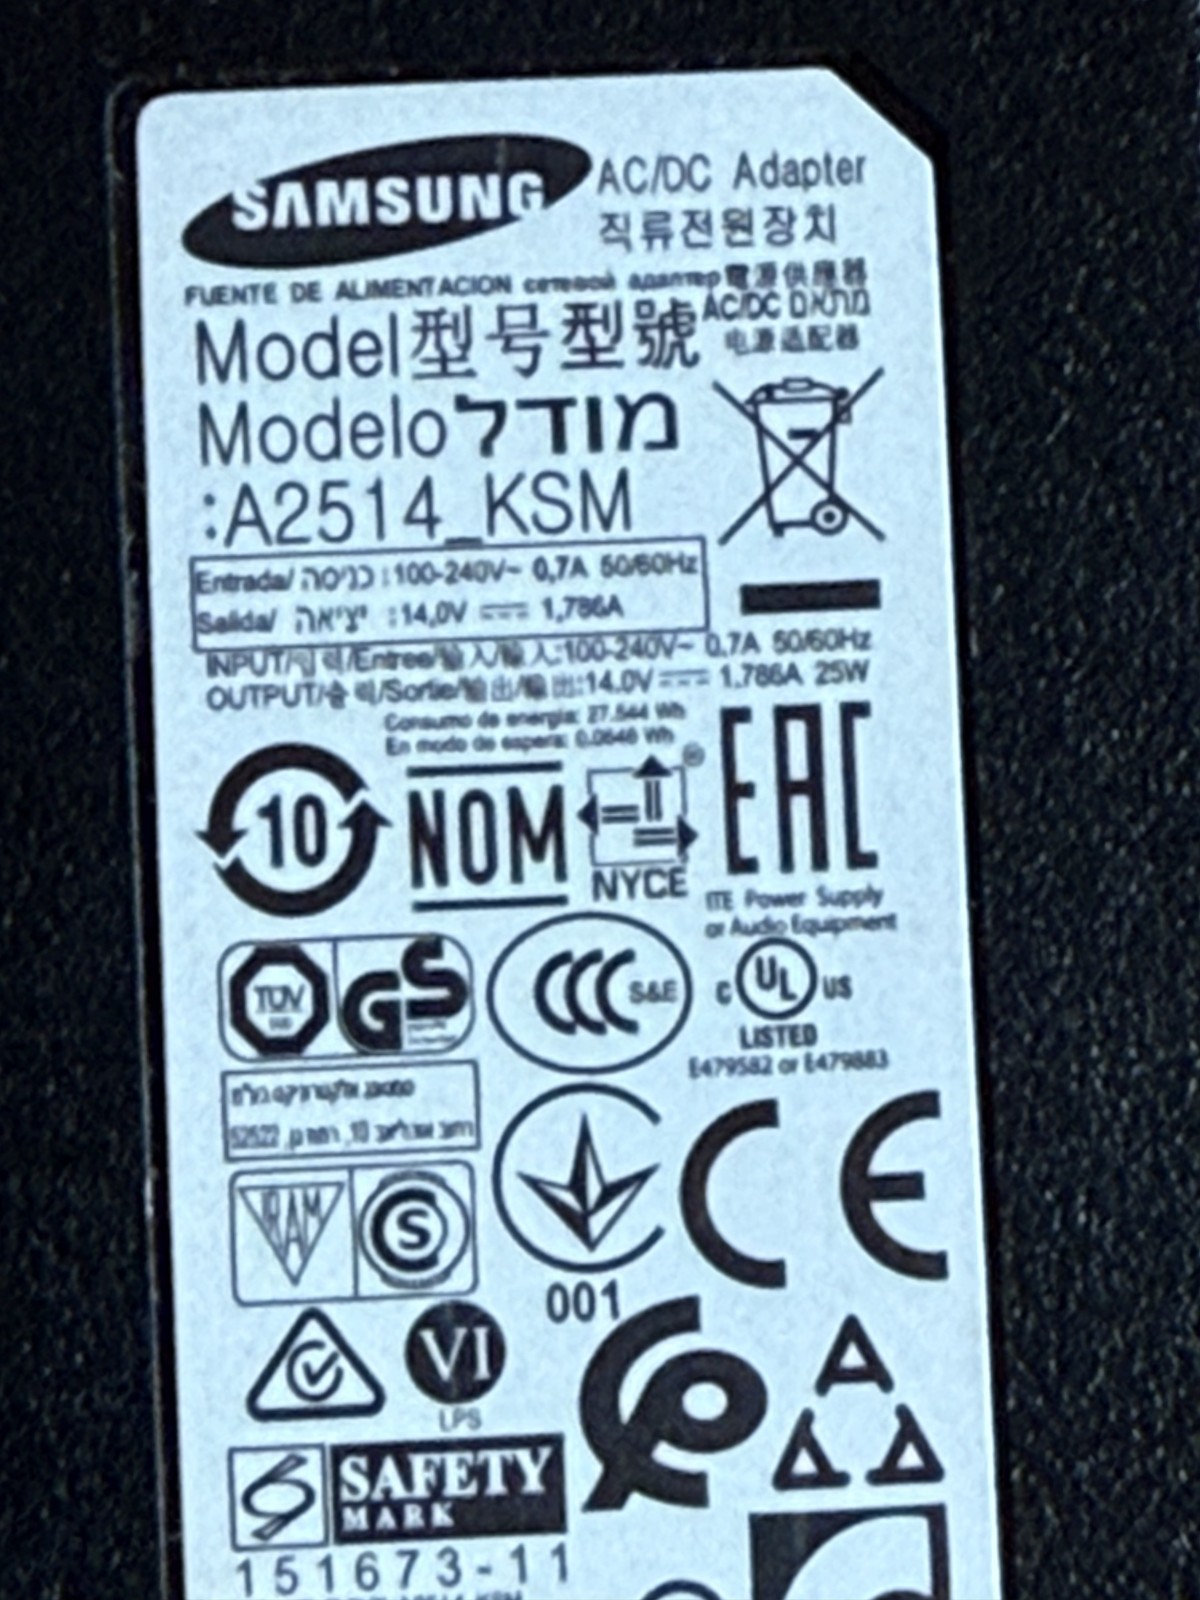 SAMSUNG AC/DC Adapter
직류전원장치
FUENTE DE ALIMENTACION сетевой адаптер 電源供應器
AC/DC מתאם
电源适配器
Model 型号 型號
Modelo מודל
:A2514_KSM
Entrada/ כניסה :100-240V~ 0.7A 50/60Hz
Salida/ יציאה :14.0V ⎓ 1.786A
INPUT/입력/Entree/输入/輸入:100-240V~ 0.7A 50/60Hz
OUTPUT/출력/Sortie/输出/輸出:14.0V ⎓ 1.786A 25W
Consumo de energia: 27.544 Wh
En modo de espera: 0.0648 Wh
10
NOM
NYCE
EAC
ITE Power Supply
or Audio Equipment
TÜV
GS
CCC S&E
C UL US
LISTED
E479582 or E479883
10, 52522
IRAM
S
001
CE
VI
LPS
SAFETY
MARK
151673-11